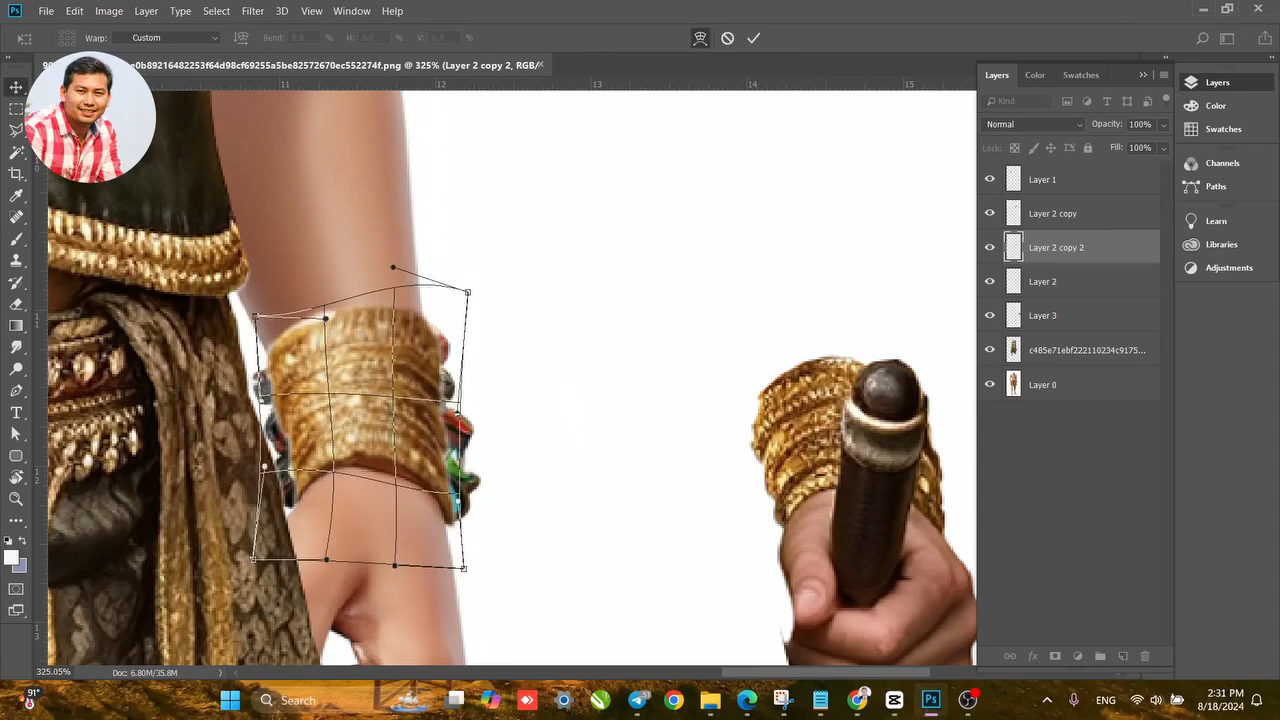 Ps File Edit Image Layer Type Select Filter 3D View Window Help
Warp: Custom Bend: 0.0 % H: 0.0 % V: 0.0 %
e0b89216482253f64d98cf69255a5be82572670ec552274f.png @ 325% (Layer 2 copy 2, RGB/
11 12 13 14 15
Layers Color Swatches
Kind
Normal Opacity: 100%
Lock: Fill: 100%
Layer 1
Layer 2 copy
Layer 2 copy 2
Layer 2
Layer 3
c485e71ebf222110234c9175...
Layer 0
Layers
Color
Swatches
Channels
Paths
Learn
Libraries
Adjustments
325.05% Doc: 6.80M/35.8M
91° Search ENG 2:31 PM
8/18/2024